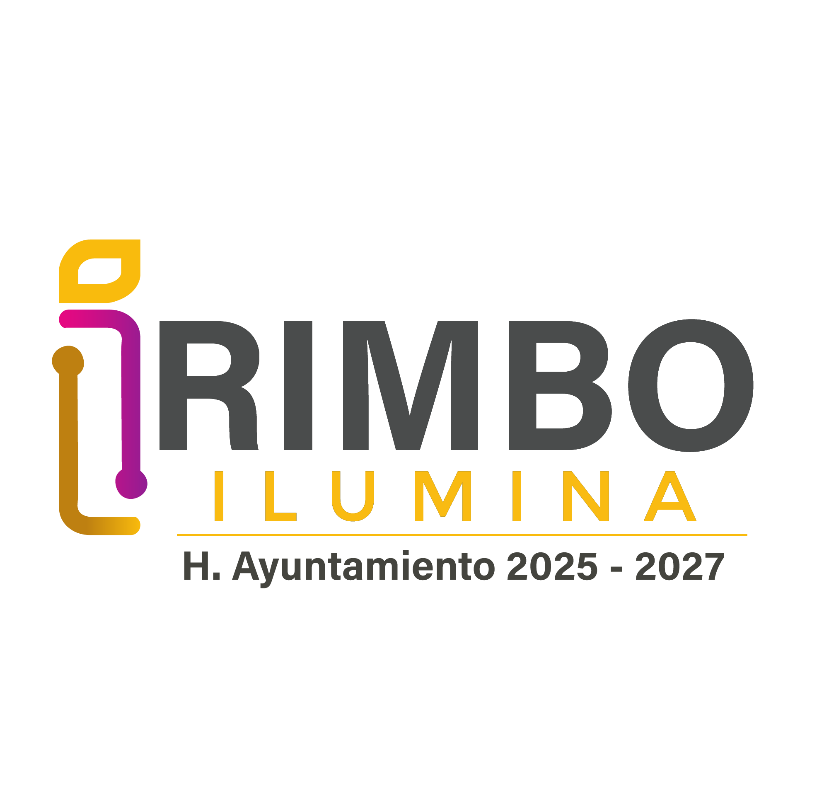 iRIMBO
ILUMINA
H. Ayuntamiento 2025 - 2027